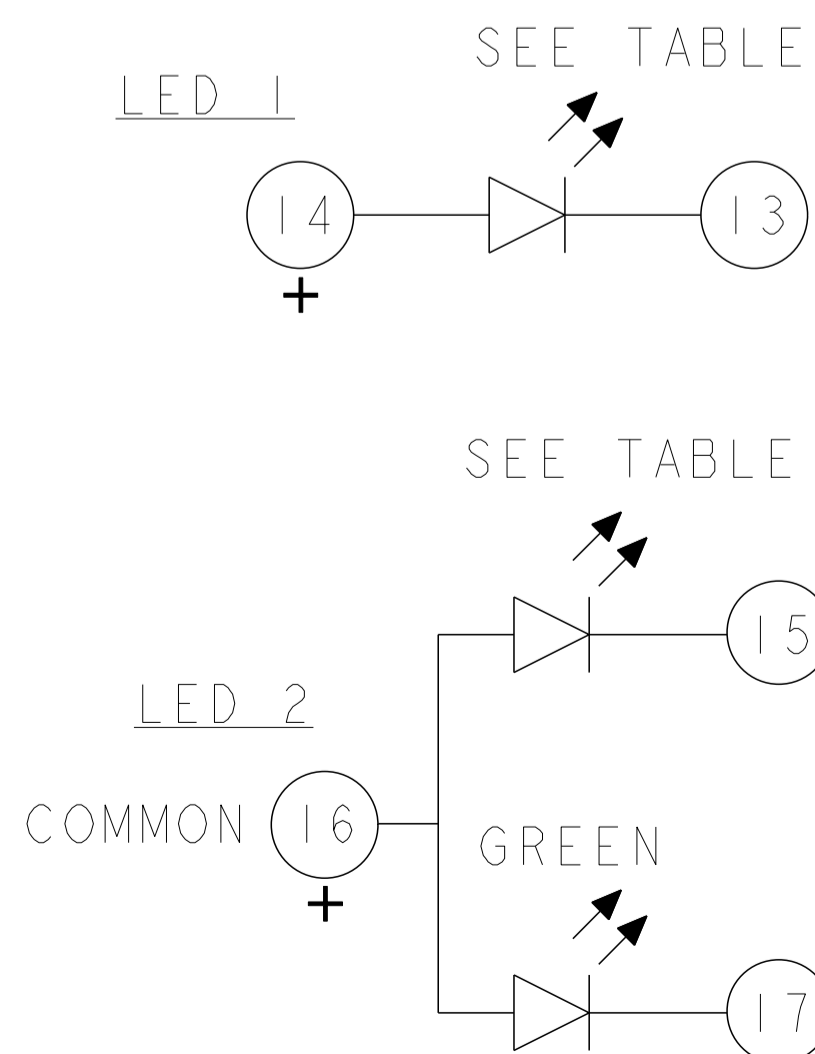 SEE TABLE
LED 1
14
13
+
SEE TABLE
15
LED 2
COMMON
16
+
GREEN
17